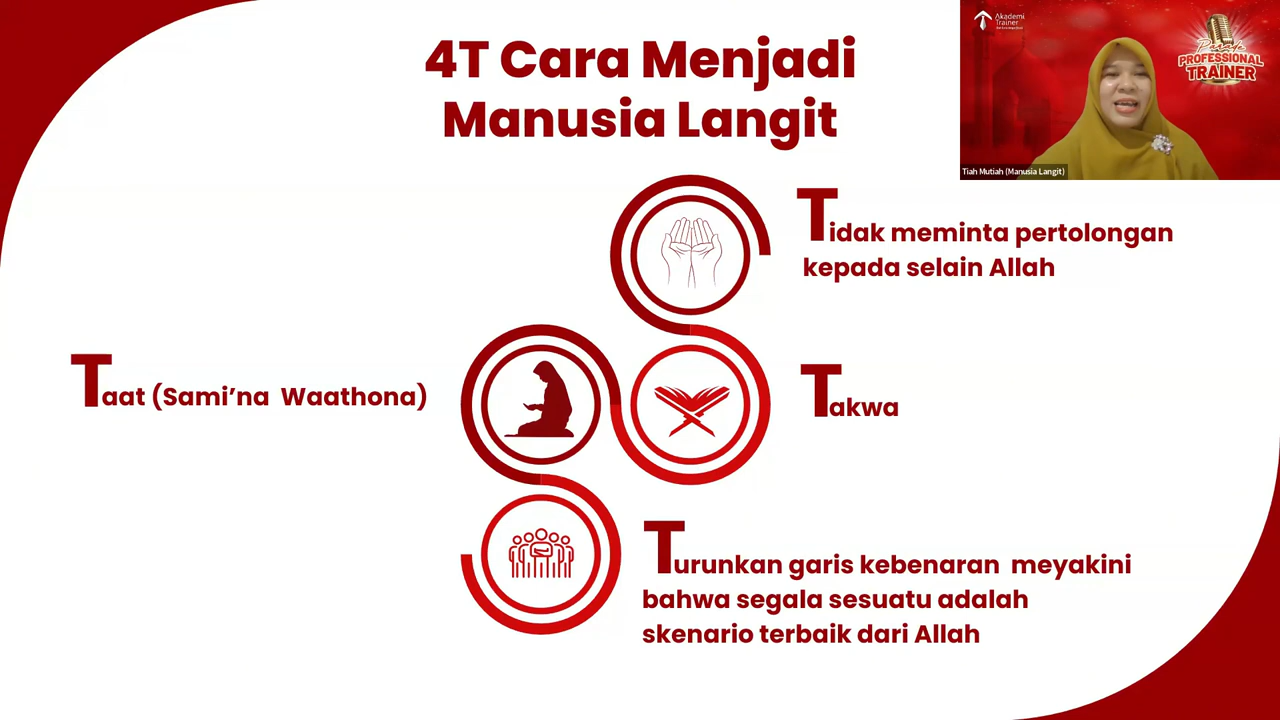 4T Cara Menjadi
Manusia Langit
Akademi
Trainer
Parade
PROFESSIONAL
TRAINER
Tiah Mutiah (Manusia Langit)
Tidak meminta pertolongan
kepada selain Allah
Taat (Sami’na Waathona)
Takwa
Turunkan garis kebenaran meyakini
bahwa segala sesuatu adalah
skenario terbaik dari Allah